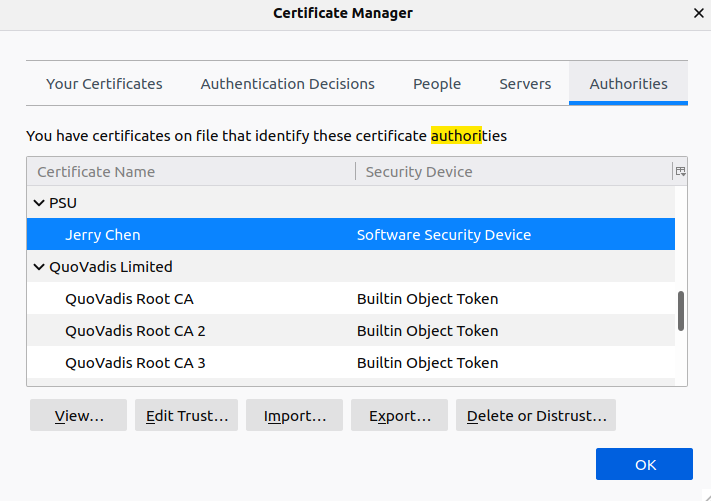 Certificate Manager
Your Certificates Authentication Decisions People Servers Authorities
You have certificates on file that identify these certificate authorities
Certificate Name Security Device
PSU
Jerry Chen Software Security Device
QuoVadis Limited
QuoVadis Root CA Builtin Object Token
QuoVadis Root CA 2 Builtin Object Token
QuoVadis Root CA 3 Builtin Object Token
View... Edit Trust... Import... Export... Delete or Distrust...
OK